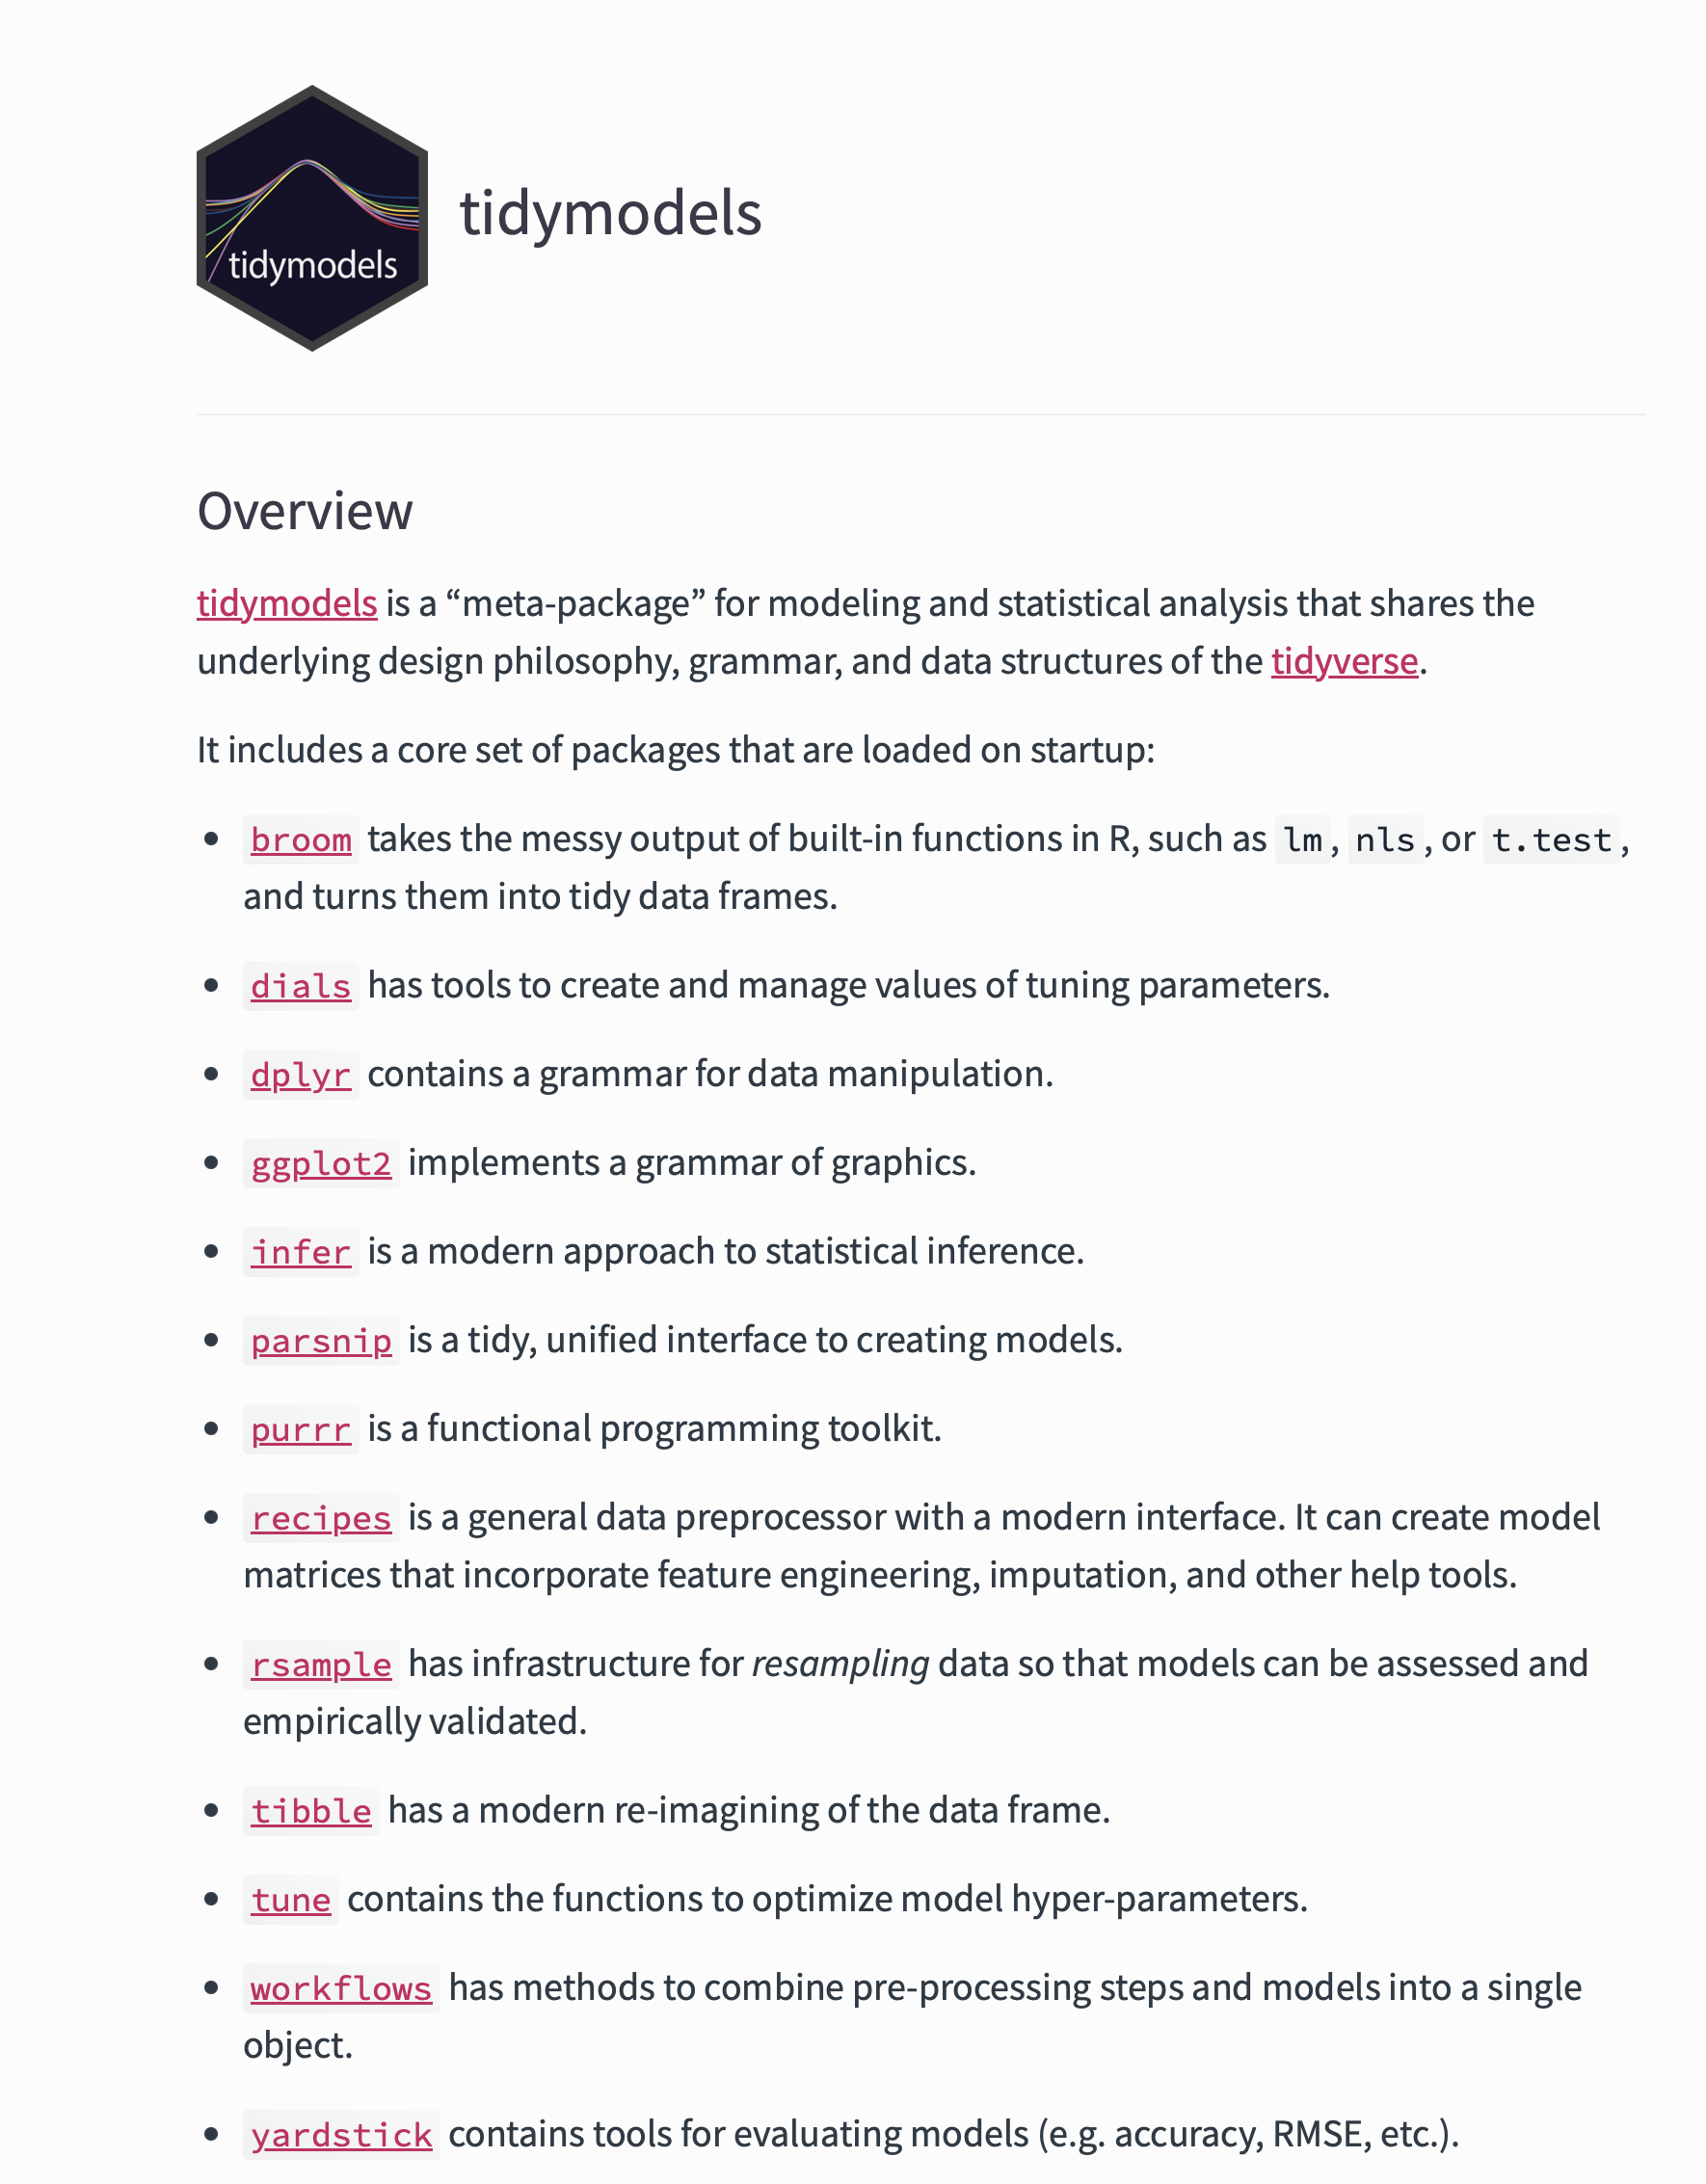 tidymodels
tidymodels
Overview
tidymodels is a “meta-package” for modeling and statistical analysis that shares the
underlying design philosophy, grammar, and data structures of the tidyverse.
It includes a core set of packages that are loaded on startup:
• broom takes the messy output of built-in functions in R, such as lm, nls, or t.test,
and turns them into tidy data frames.
• dials has tools to create and manage values of tuning parameters.
• dplyr contains a grammar for data manipulation.
• ggplot2 implements a grammar of graphics.
• infer is a modern approach to statistical inference.
• parsnip is a tidy, unified interface to creating models.
• purrr is a functional programming toolkit.
• recipes is a general data preprocessor with a modern interface. It can create model
matrices that incorporate feature engineering, imputation, and other help tools.
• rsample has infrastructure for resampling data so that models can be assessed and
empirically validated.
• tibble has a modern re-imagining of the data frame.
• tune contains the functions to optimize model hyper-parameters.
• workflows has methods to combine pre-processing steps and models into a single
object.
• yardstick contains tools for evaluating models (e.g. accuracy, RMSE, etc.).